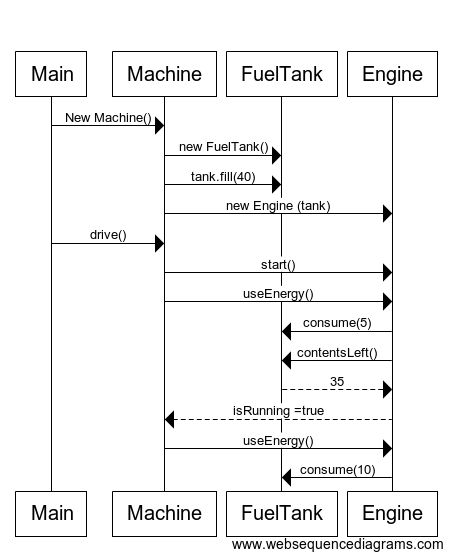 Main Machine FuelTank Engine
New Machine()
new FuelTank()
tank.fill(40)
new Engine (tank)
drive()
start()
useEnergy()
consume(5)
contentsLeft()
35
isRunning =true
useEnergy()
consume(10)
Main Machine FuelTank Engine
www.websequencediagrams.com